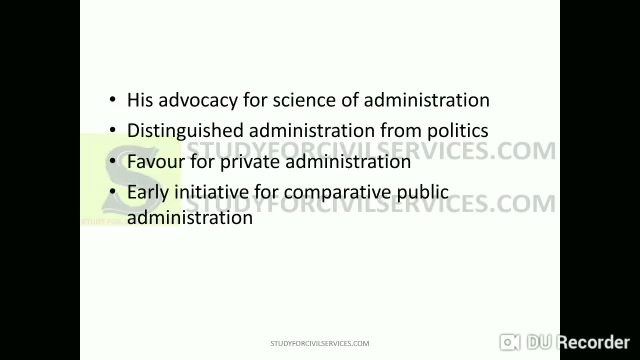 • His advocacy for science of administration
• Distinguished administration from politics
STUDYFORCIVILSERVICES.COM
• Favour for private administration
• Early initiative for comparative public
STUDYFORCIVILSERVICES.COM
administration
S
STUDYFORCIVILSERVICES.COM
DU Recorder